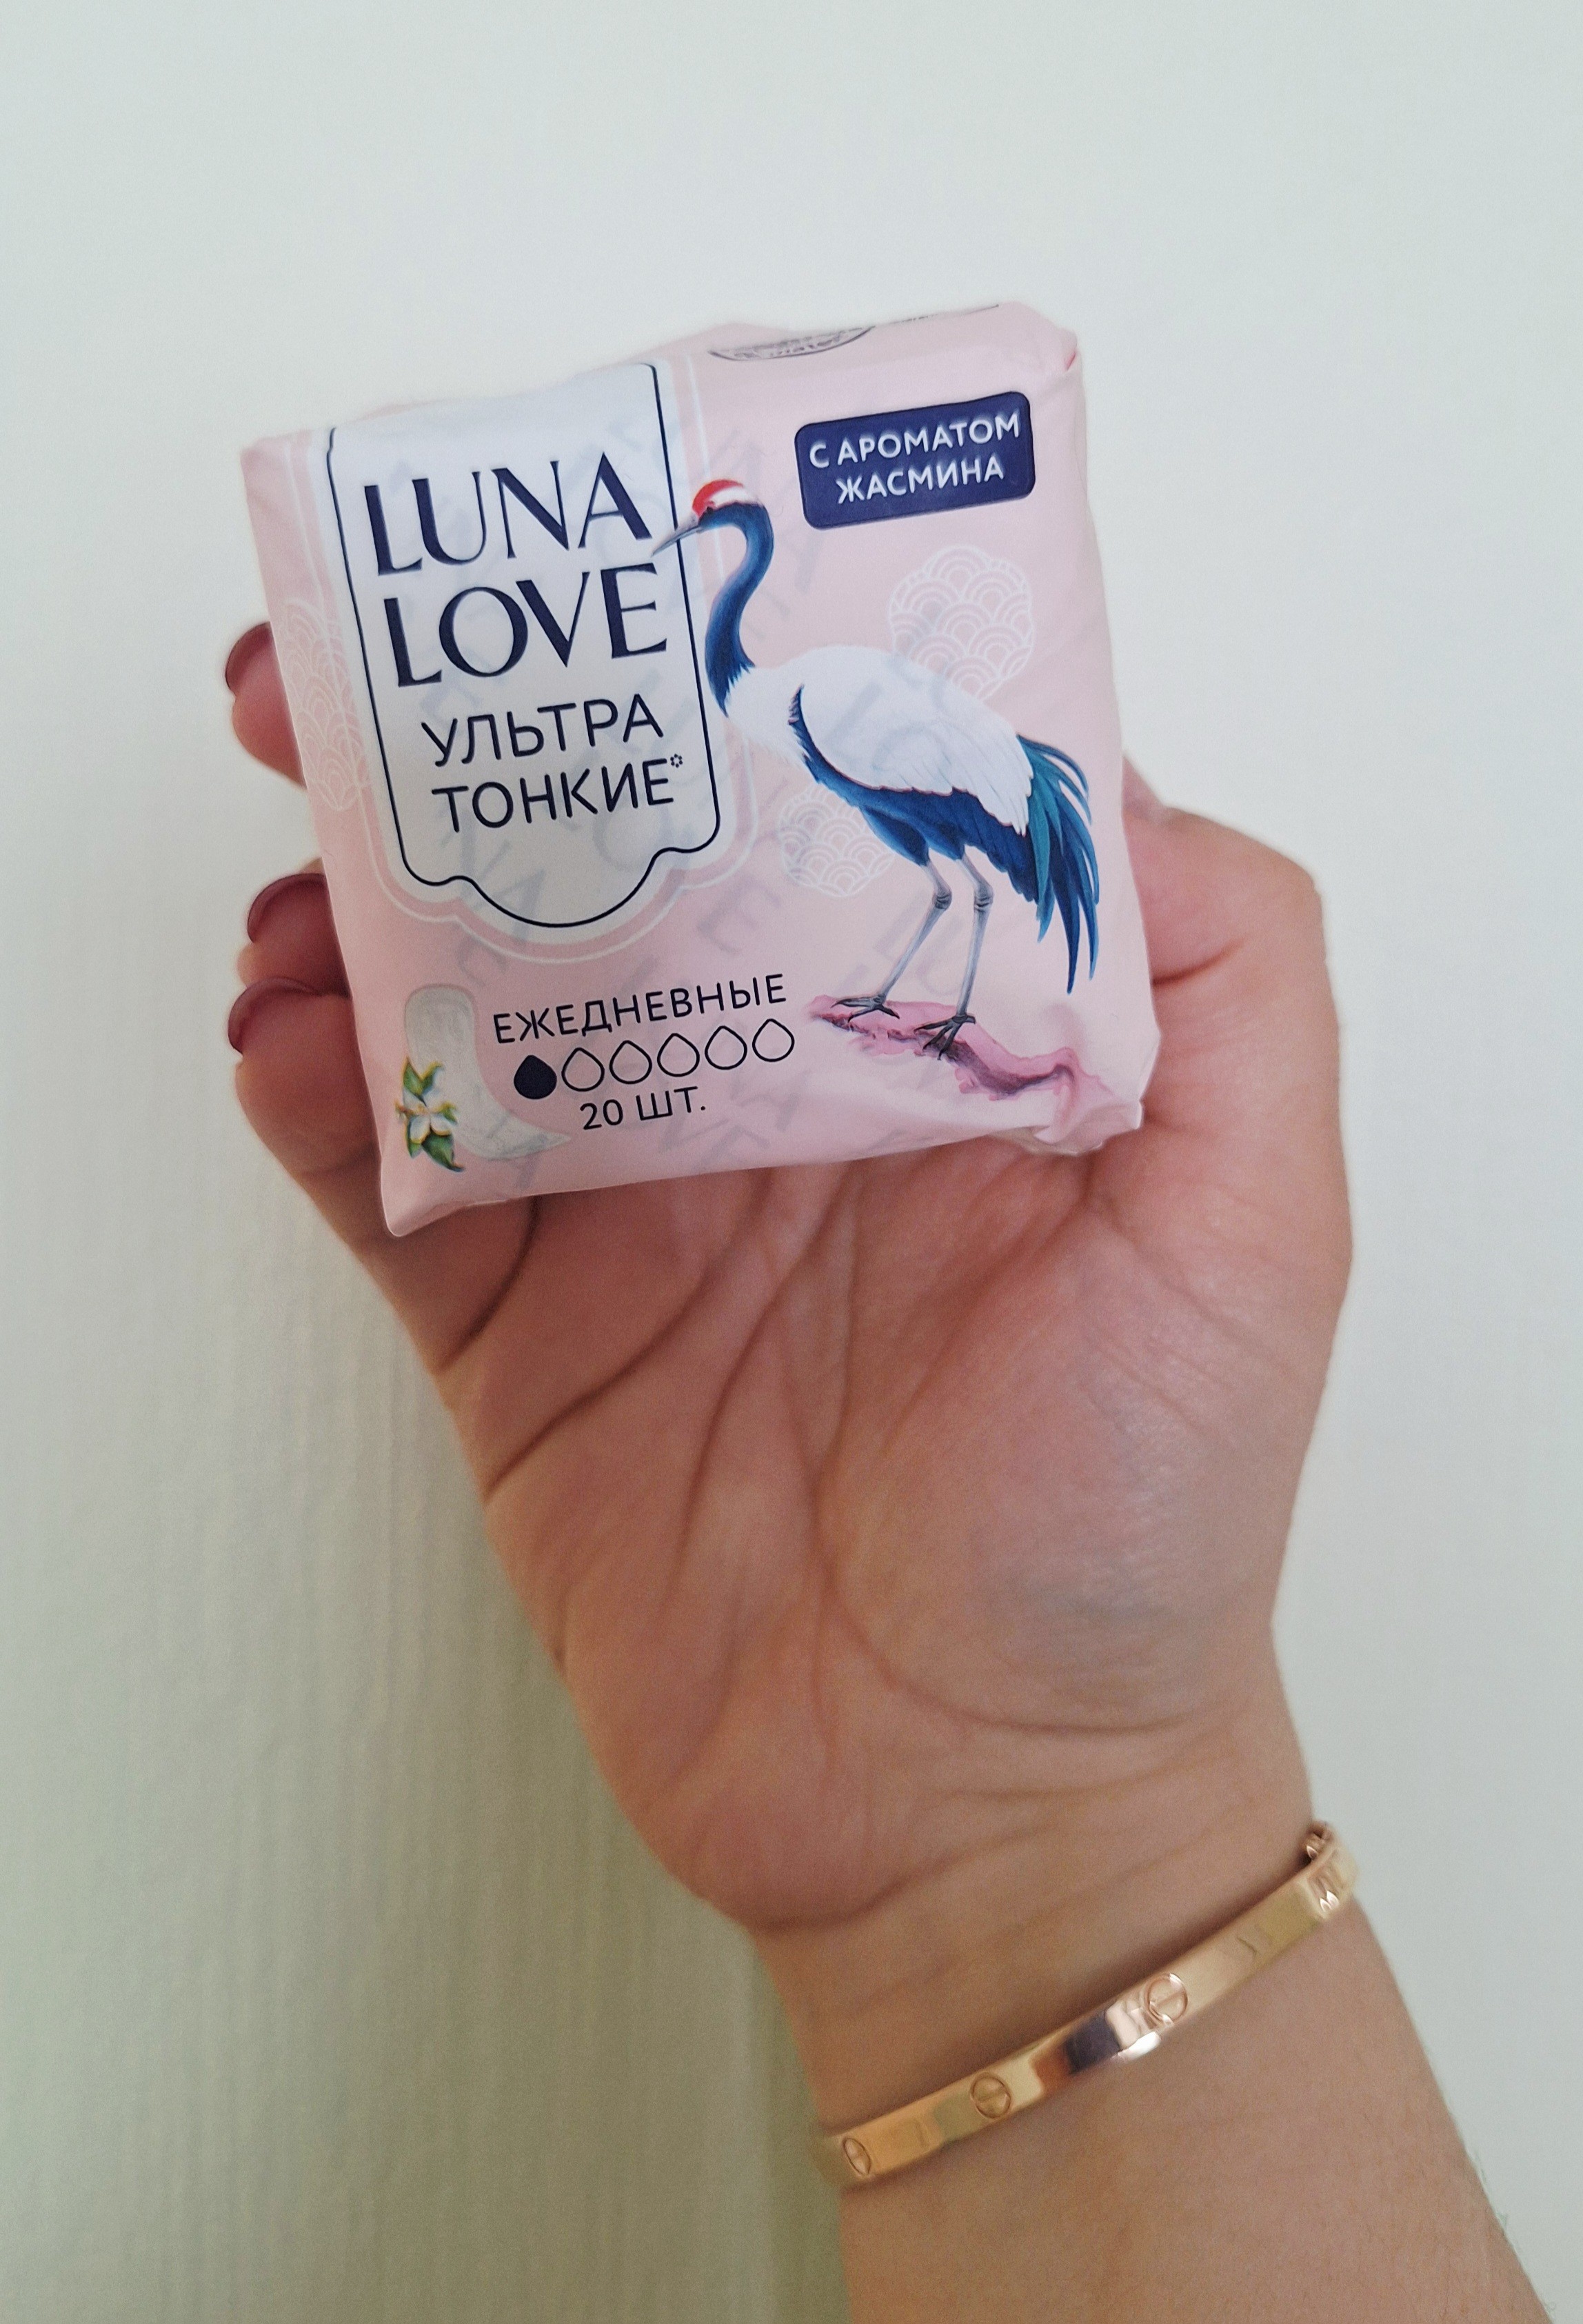 С АРОМАТОМ
ЖАСМИНА
LUNA
LOVE
УЛЬТРА
ТОНКИЕ*
ЕЖЕДНЕВНЫЕ
20 ШТ.